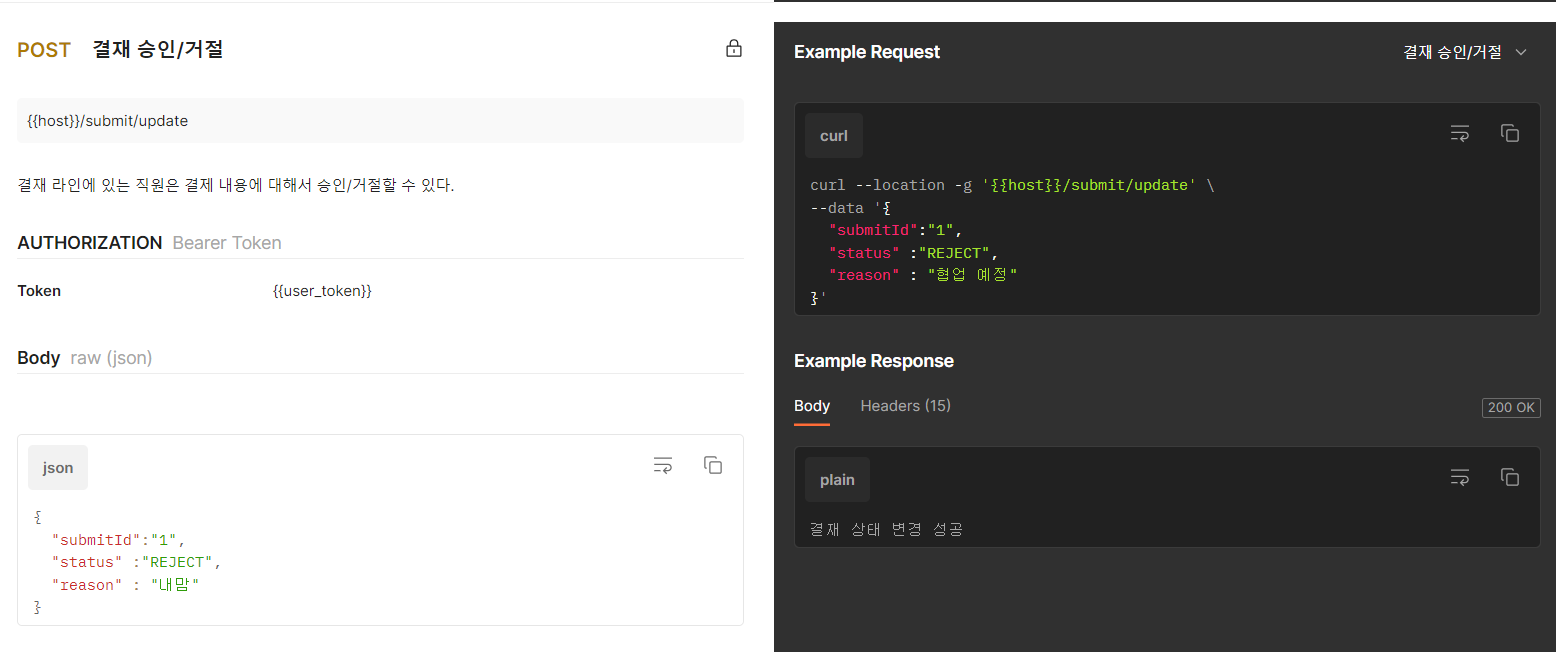 POST 결재 승인/거절
{{host}}/submit/update
결재 라인에 있는 직원은 결제 내용에 대해서 승인/거절할 수 있다.
AUTHORIZATION Bearer Token
Token {{user_token}}
Body raw (json)
json
{
"submitId":"1",
"status" :"REJECT",
"reason" : "내맘"
}
Example Request 결재 승인/거절
curl
curl --location -g '{{host}}/submit/update' \
--data '{
"submitId":"1",
"status" :"REJECT",
"reason" : "협업 예정"
}'
Example Response
Body Headers (15) 200 OK
plain
결재 상태 변경 성공